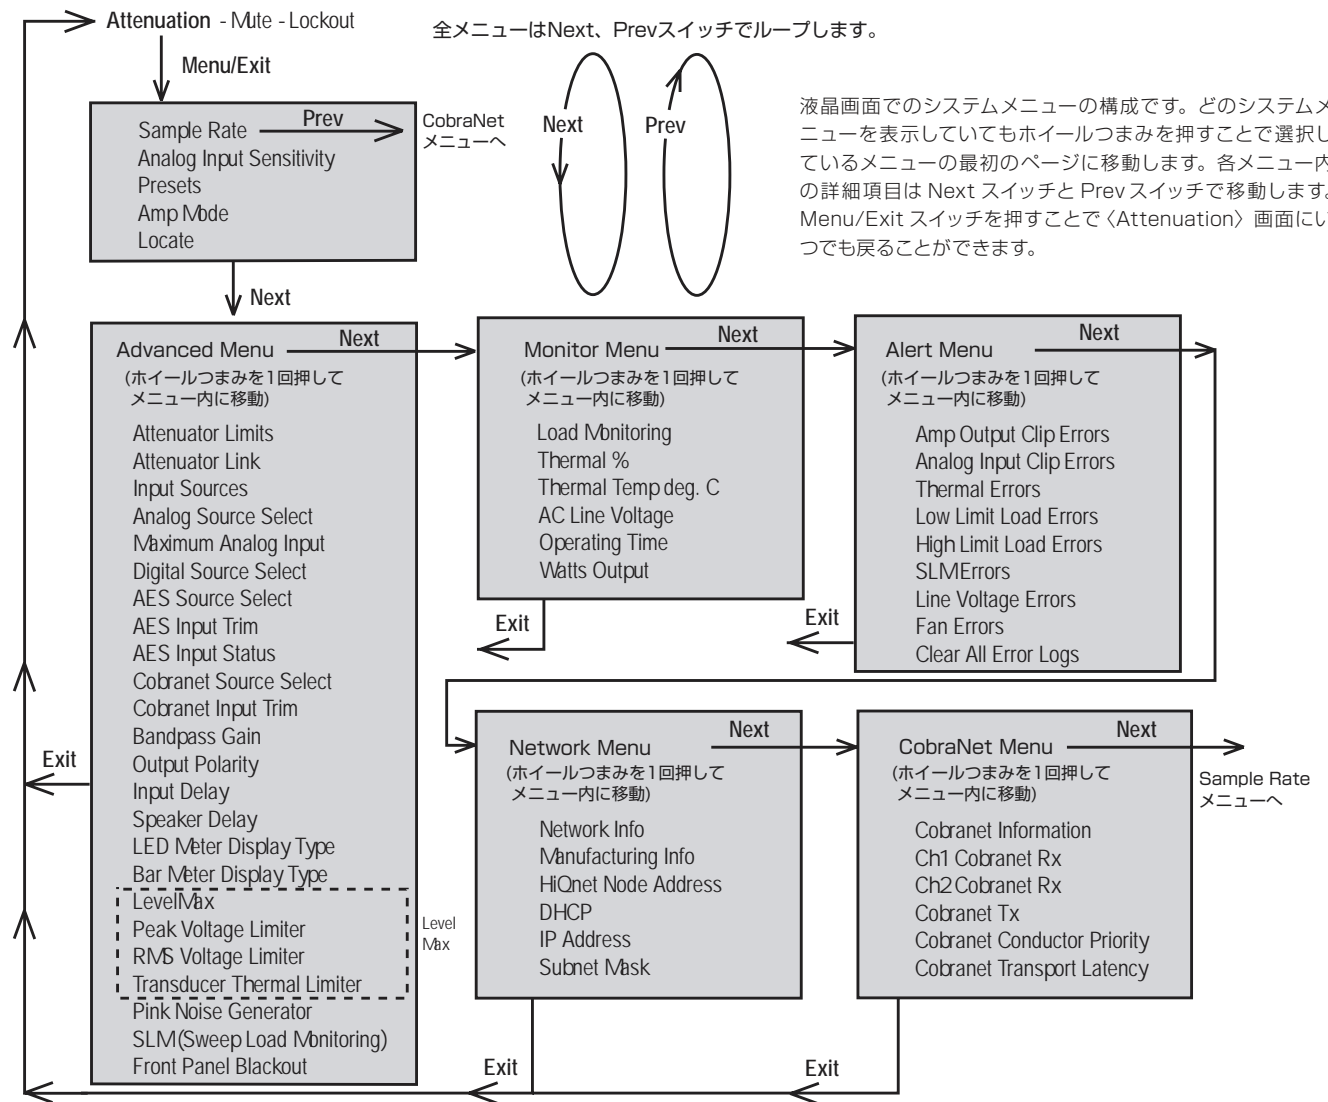 Attenuation - Mute - Lockout
全メニューはNext、Prevスイッチでループします。
Menu/Exit
Sample Rate
Prev
CobraNet
メニューへ
Analog Input Sensitivity
Presets
Amp Mode
Locate
Next
Prev
液晶画面でのシステムメニューの構成です。どのシステムメ
ニューを表示していてもホイールつまみを押すことで選択し
ているメニューの最初のページに移動します。各メニュー内
の詳細項目は Next スイッチと Prev スイッチで移動します。
Menu/Exit スイッチを押すことで〈Attenuation〉画面にい
つでも戻ることができます。
Next
Advanced Menu
Next
(ホイールつまみを1回押して
メニュー内に移動)
Attenuator Limits
Attenuator Link
Input Sources
Analog Source Select
Maximum Analog Input
Digital Source Select
AES Source Select
AES Input Trim
AES Input Status
Cobranet Source Select
Cobranet Input Trim
Bandpass Gain
Output Polarity
Input Delay
Speaker Delay
LED Meter Display Type
Bar Meter Display Type
LevelMax
Peak Voltage Limiter
RMS Voltage Limiter
Transducer Thermal Limiter
Level
Max
Pink Noise Generator
SLM(Sweep Load Monitoring)
Front Panel Blackout
Exit
Monitor Menu
Next
(ホイールつまみを1回押して
メニュー内に移動)
Load Monitoring
Thermal %
Thermal Temp deg. C
AC Line Voltage
Operating Time
Watts Output
Exit
Alert Menu
Next
(ホイールつまみを1回押して
メニュー内に移動)
Amp Output Clip Errors
Analog Input Clip Errors
Thermal Errors
Low Limit Load Errors
High Limit Load Errors
SLM Errors
Line Voltage Errors
Fan Errors
Clear All Error Logs
Exit
Network Menu
Next
(ホイールつまみを1回押して
メニュー内に移動)
Network Info
Manufacturing Info
HiQnet Node Address
DHCP
IP Address
Subnet Mask
Exit
CobraNet Menu
Next
(ホイールつまみを1回押して
メニュー内に移動)
Sample Rate
メニューへ
Cobranet Information
Ch1 Cobranet Rx
Ch2 Cobranet Rx
Cobranet Tx
Cobranet Conductor Priority
Cobranet Transport Latency
Exit